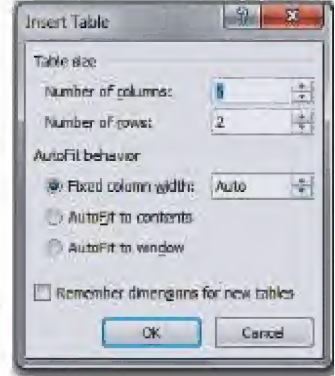 Insert Table
Table size
Number of columns: 5
Number of rows: 2
AutoFit behavior
Fixed column width: Auto
AutoFit to contents
AutoFit to window
Remember dimensions for new tables
OK Cancel